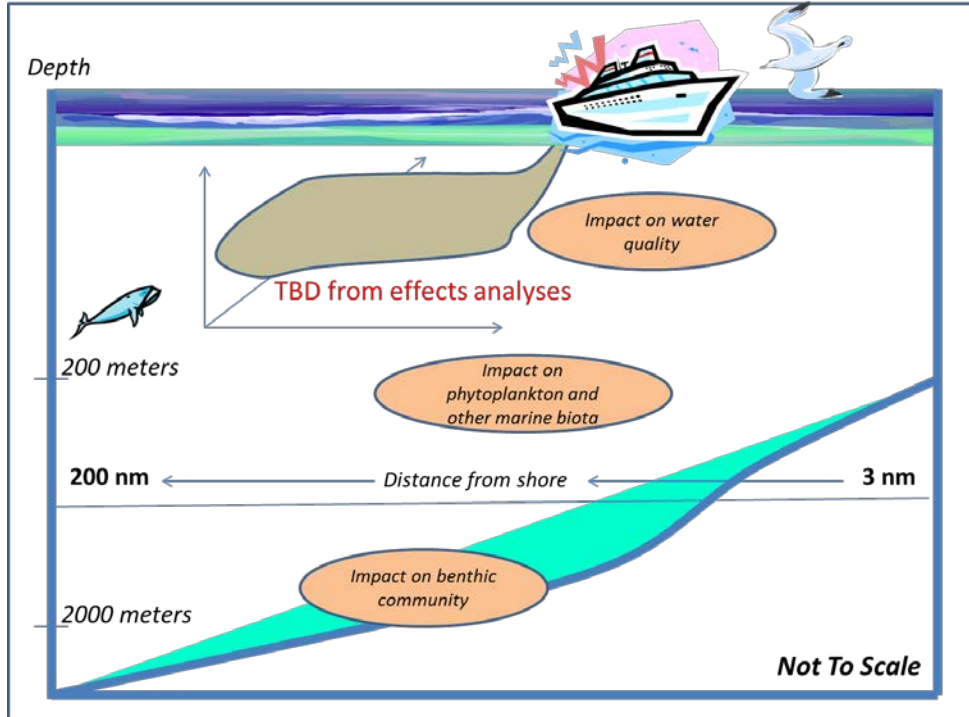 Depth
Impact on water
quality
TBD from effects analyses
200 meters
Impact on
phytoplankton and
other marine biota
200 nm
Distance from shore
3 nm
Impact on benthic
community
2000 meters
Not To Scale